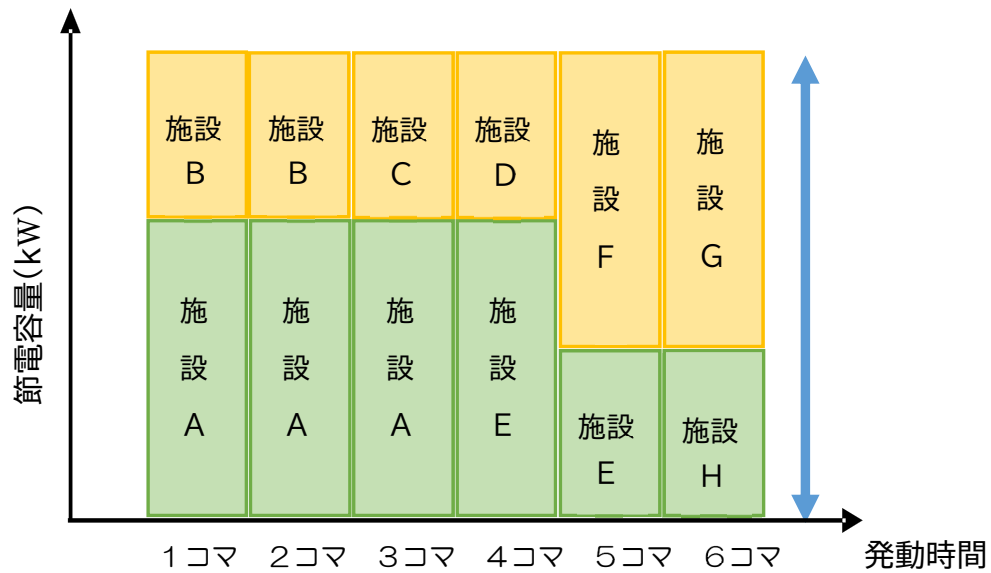 節電容量(kW)
施設
B
施設
B
施設
C
施設
D
施
設
F
施
設
G
施
設
A
施
設
A
施
設
A
施
設
E
施設
E
施設
H
１コマ
２コマ
３コマ
４コマ
５コマ
６コマ
発動時間